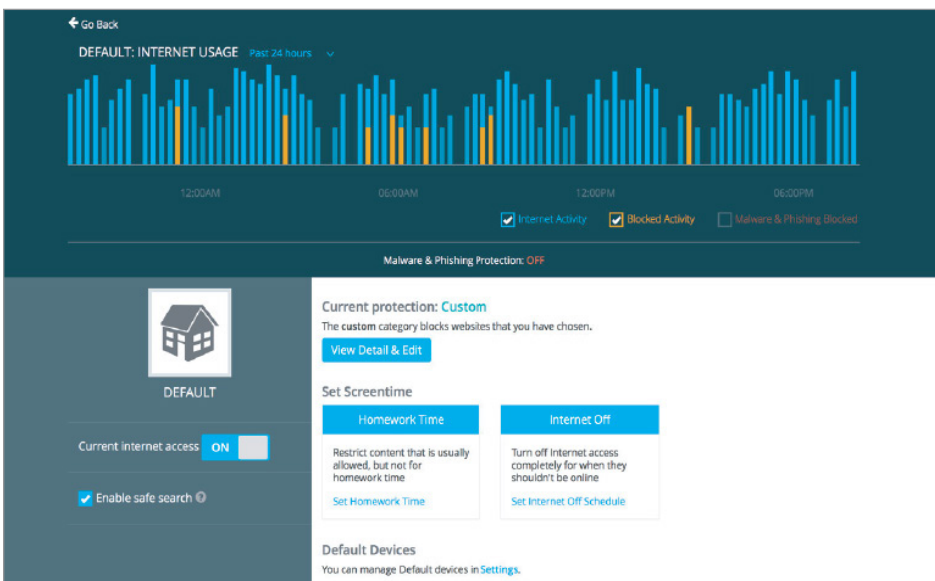 Go Back
DEFAULT: INTERNET USAGE Past 24 hours
12:00AM 06:00AM 12:00PM 06:00PM
Internet Activity Blocked Activity Malware & Phishing Blocked
Malware & Phishing Protection: OFF
DEFAULT
Current internet access ON
Enable safe search ?
Current protection: Custom
The custom category blocks websites that you have chosen.
View Detail & Edit
Set Screentime
Homework Time
Restrict content that is usually
allowed, but not for
homework time
Set Homework Time
Internet Off
Turn off Internet access
completely for when they
shouldn't be online
Set Internet Off Schedule
Default Devices
You can manage Default devices in Settings.